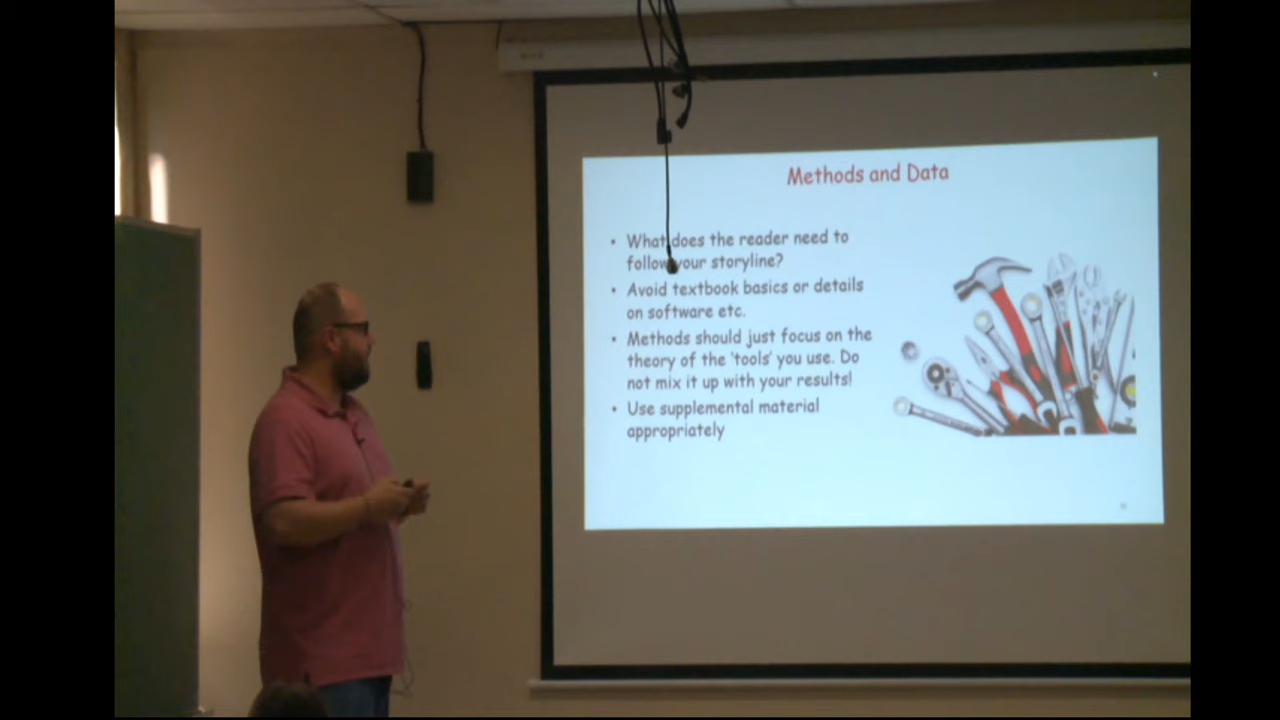 Methods and Data
• What does the reader need to
follow your storyline?
• Avoid textbook basics or details
on software etc.
• Methods should just focus on the
theory of the 'tools' you use. Do
not mix it up with your results!
• Use supplemental material
appropriately